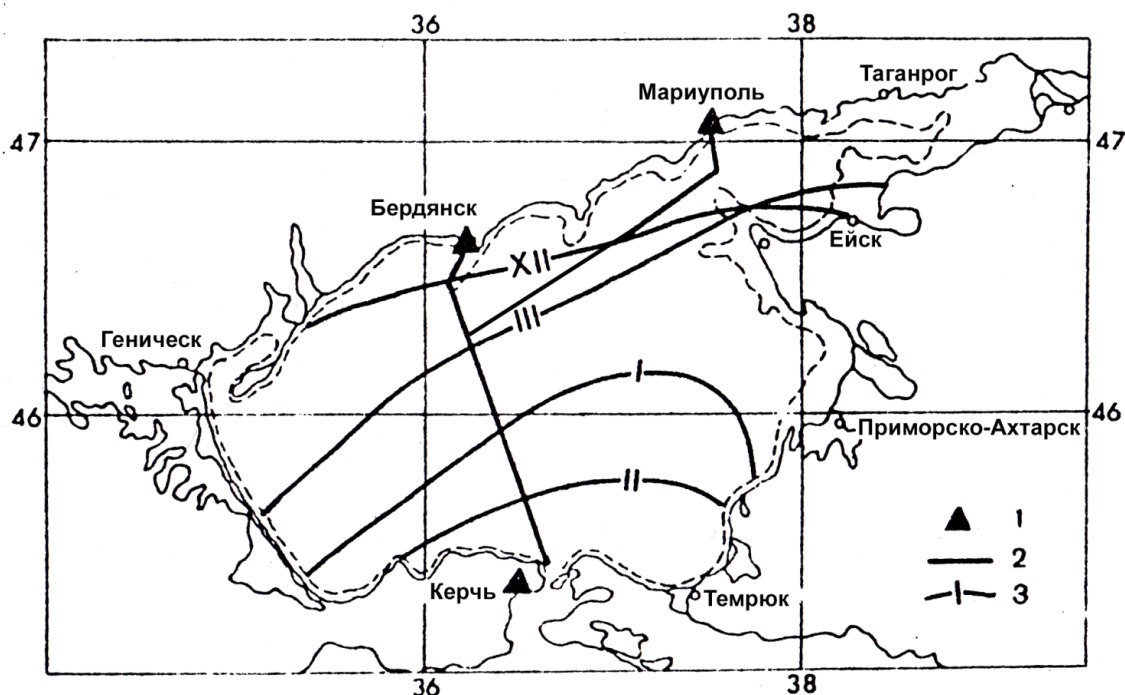 36 38
Таганрог
Мариуполь
47 47
Бердянск
Ейск
XII
III
Геническ
I
46 46
Приморско-Ахтарск
II
1
2
Керчь
Темрюк
3
36 38